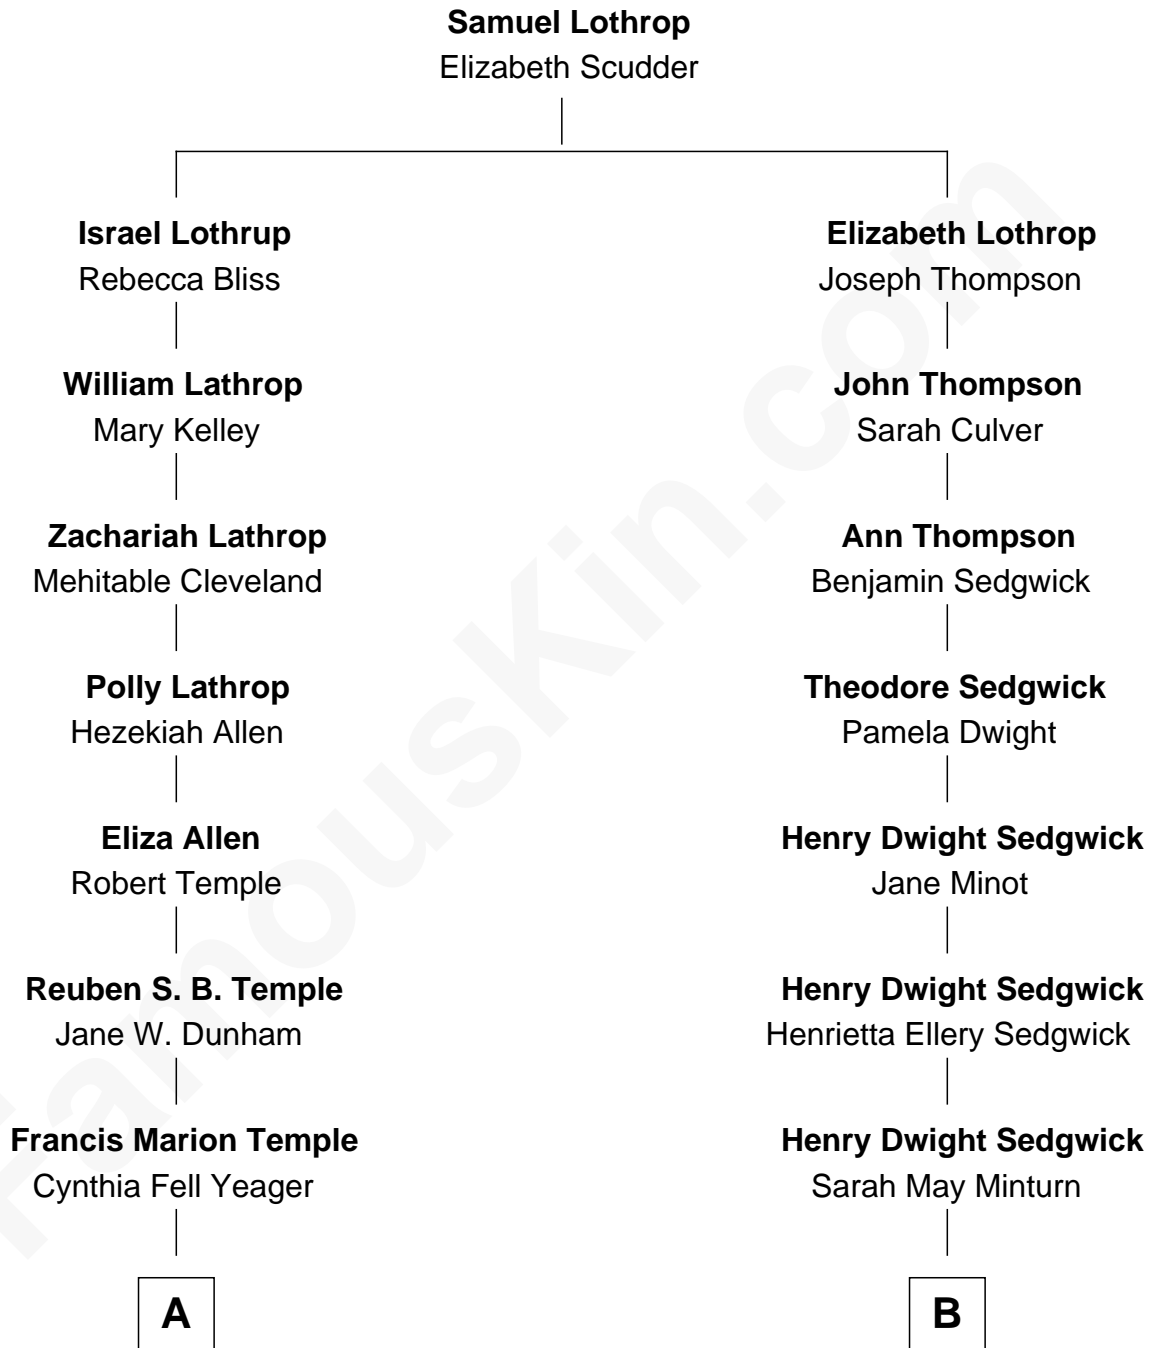 Samuel Lothrop
Elizabeth Scudder
Israel Lothrup
Rebecca Bliss
Elizabeth Lothrop
Joseph Thompson
William Lathrop
Mary Kelley
John Thompson
Sarah Culver
Zachariah Lathrop
Mehitable Cleveland
Ann Thompson
Benjamin Sedgwick
Polly Lathrop
Hezekiah Allen
Theodore Sedgwick
Pamela Dwight
Eliza Allen
Robert Temple
Henry Dwight Sedgwick
Jane Minot
Reuben S. B. Temple
Jane W. Dunham
Henry Dwight Sedgwick
Henrietta Ellery Sedgwick
Francis Marion Temple
Cynthia Fell Yeager
Henry Dwight Sedgwick
Sarah May Minturn
A
B
FamousKin.com